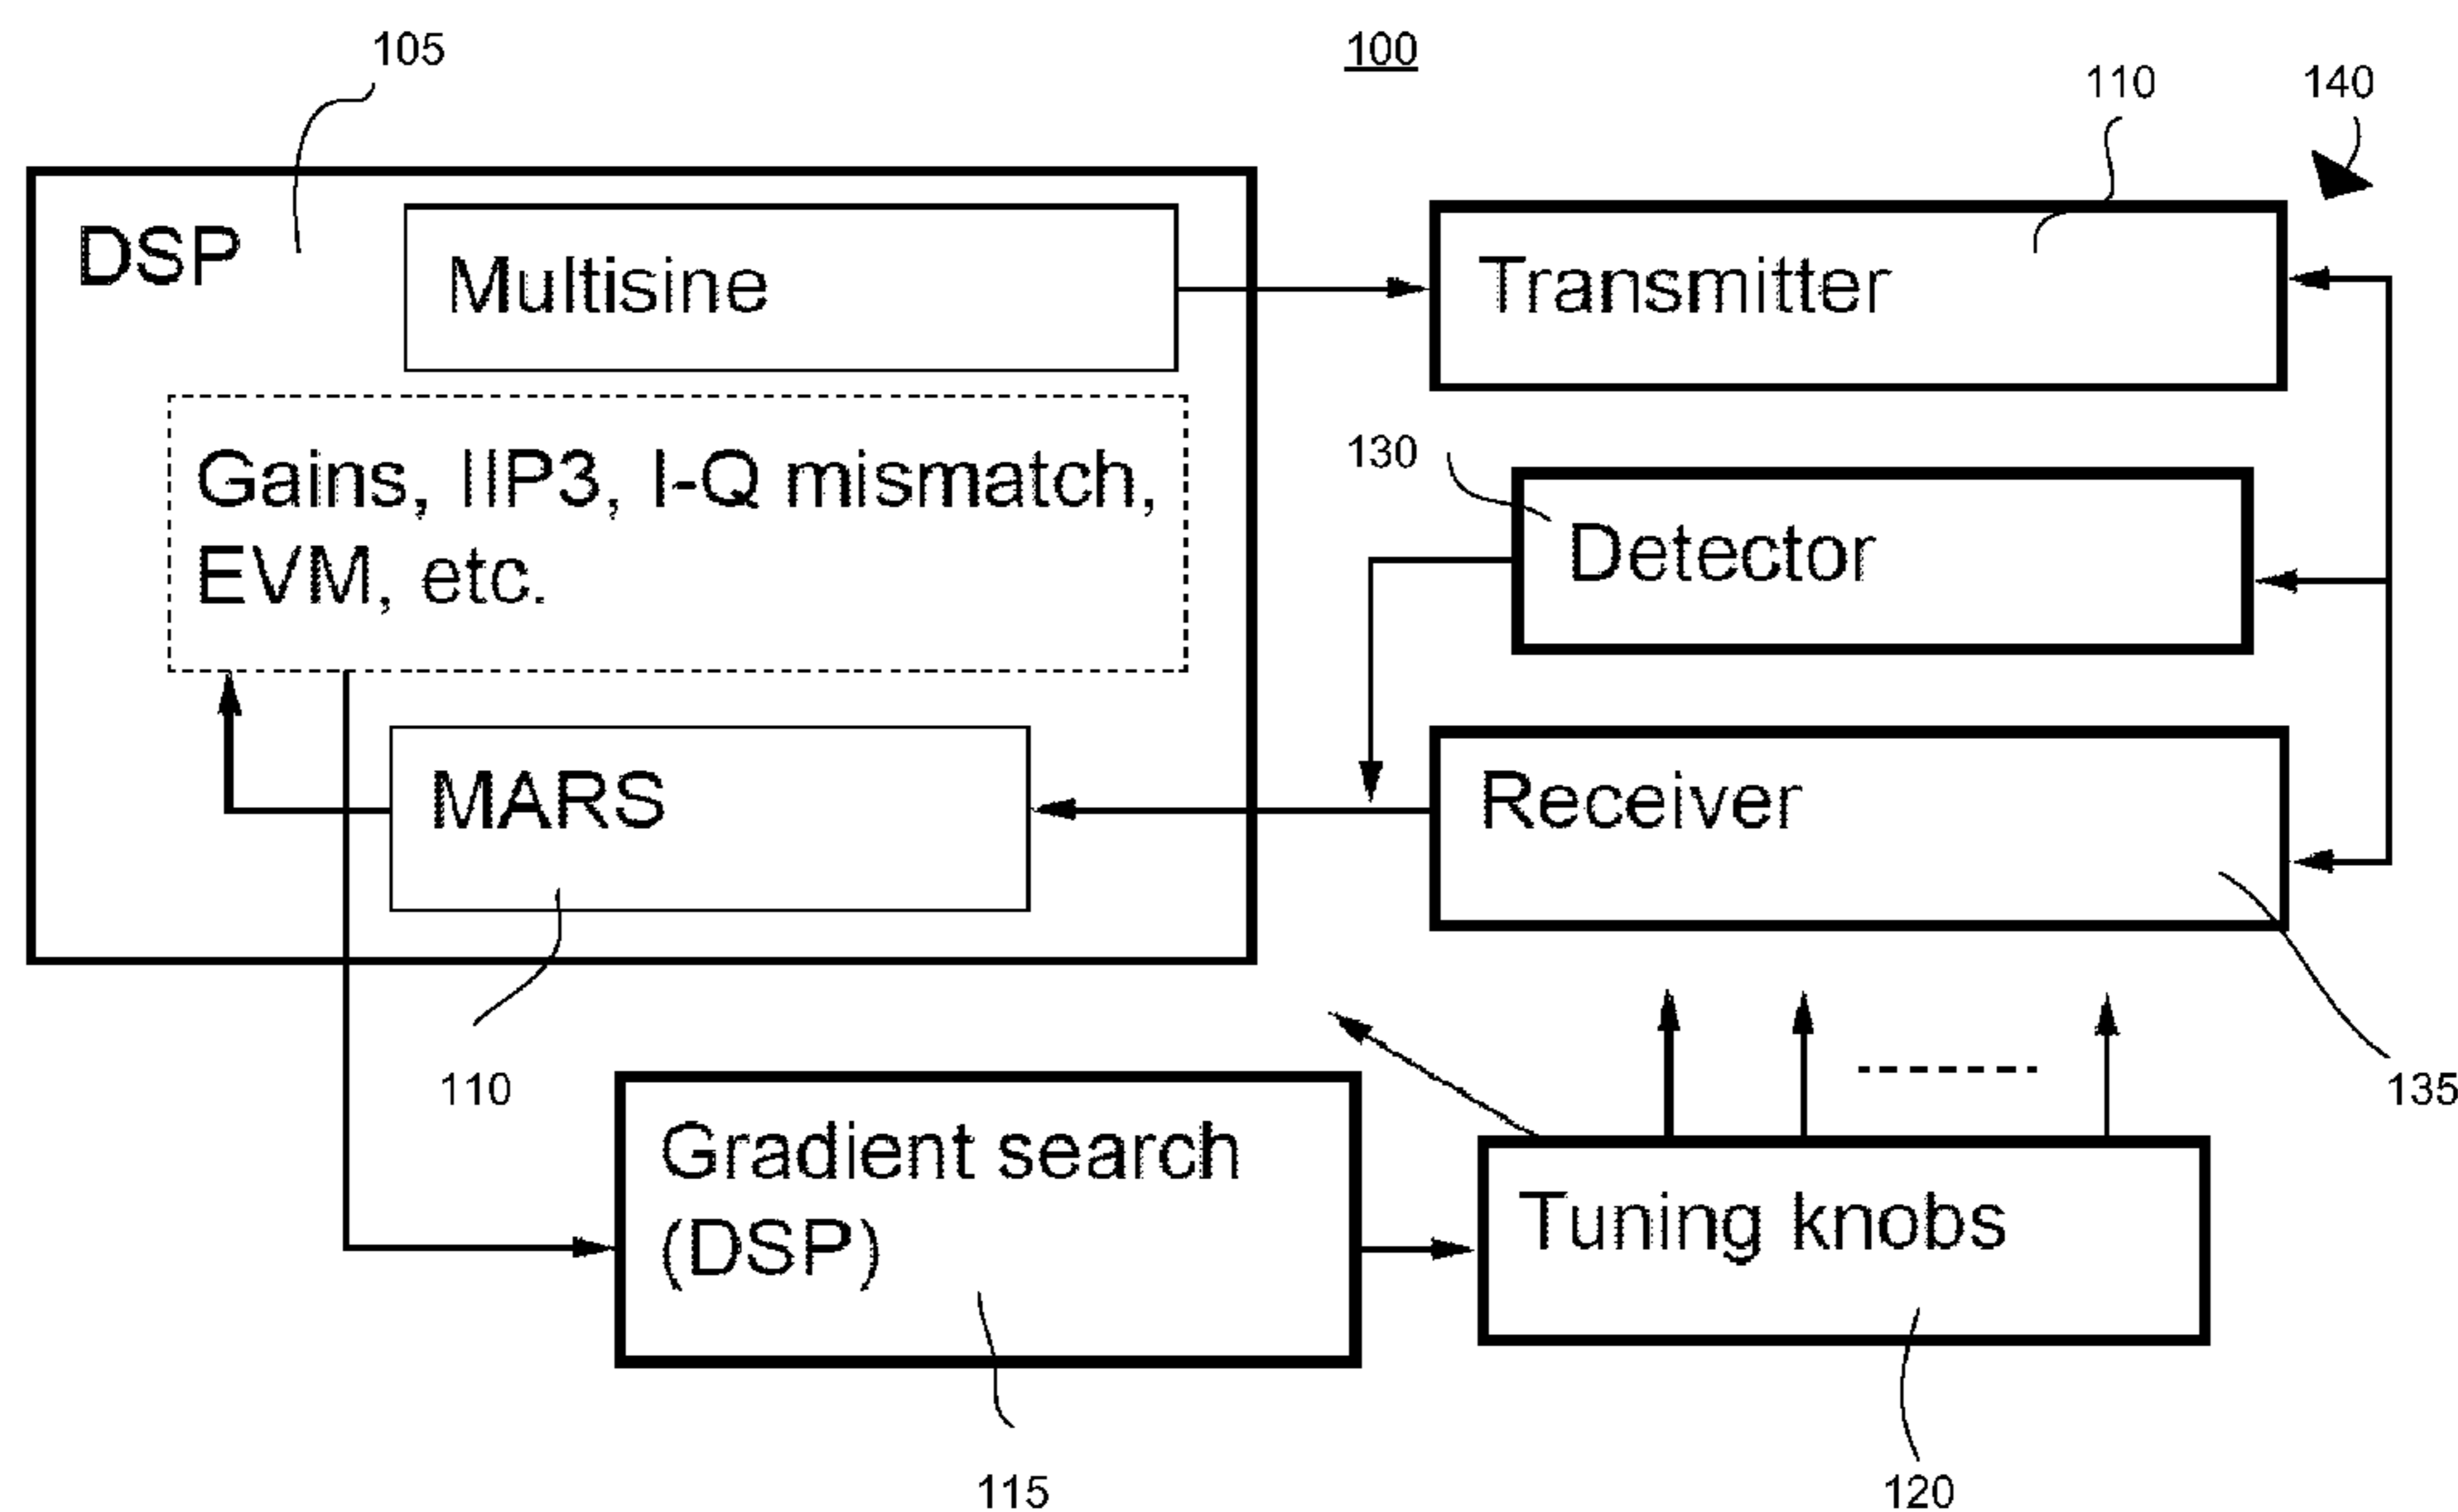 105
100
110
140
DSP
Multisine
Transmitter
Gains, IIP3, I-Q mismatch,
EVM, etc.
130
Detector
MARS
Receiver
110
135
Gradient search
(DSP)
Tuning knobs
115
120